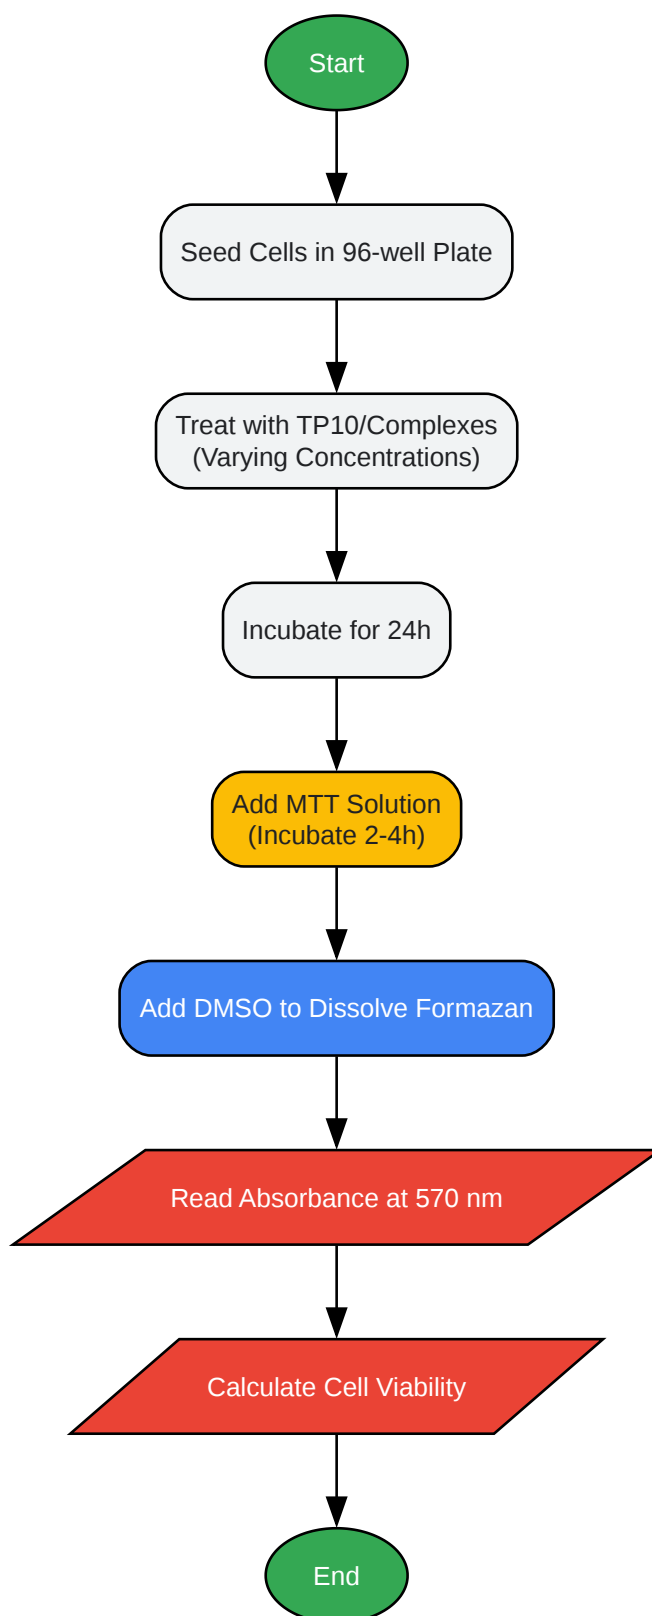 Start
Seed Cells in 96-well Plate
Treat with TP10/Complexes
(Varying Concentrations)
Incubate for 24h
Add MTT Solution
(Incubate 2-4h)
Add DMSO to Dissolve Formazan
Read Absorbance at 570 nm
Calculate Cell Viability
End